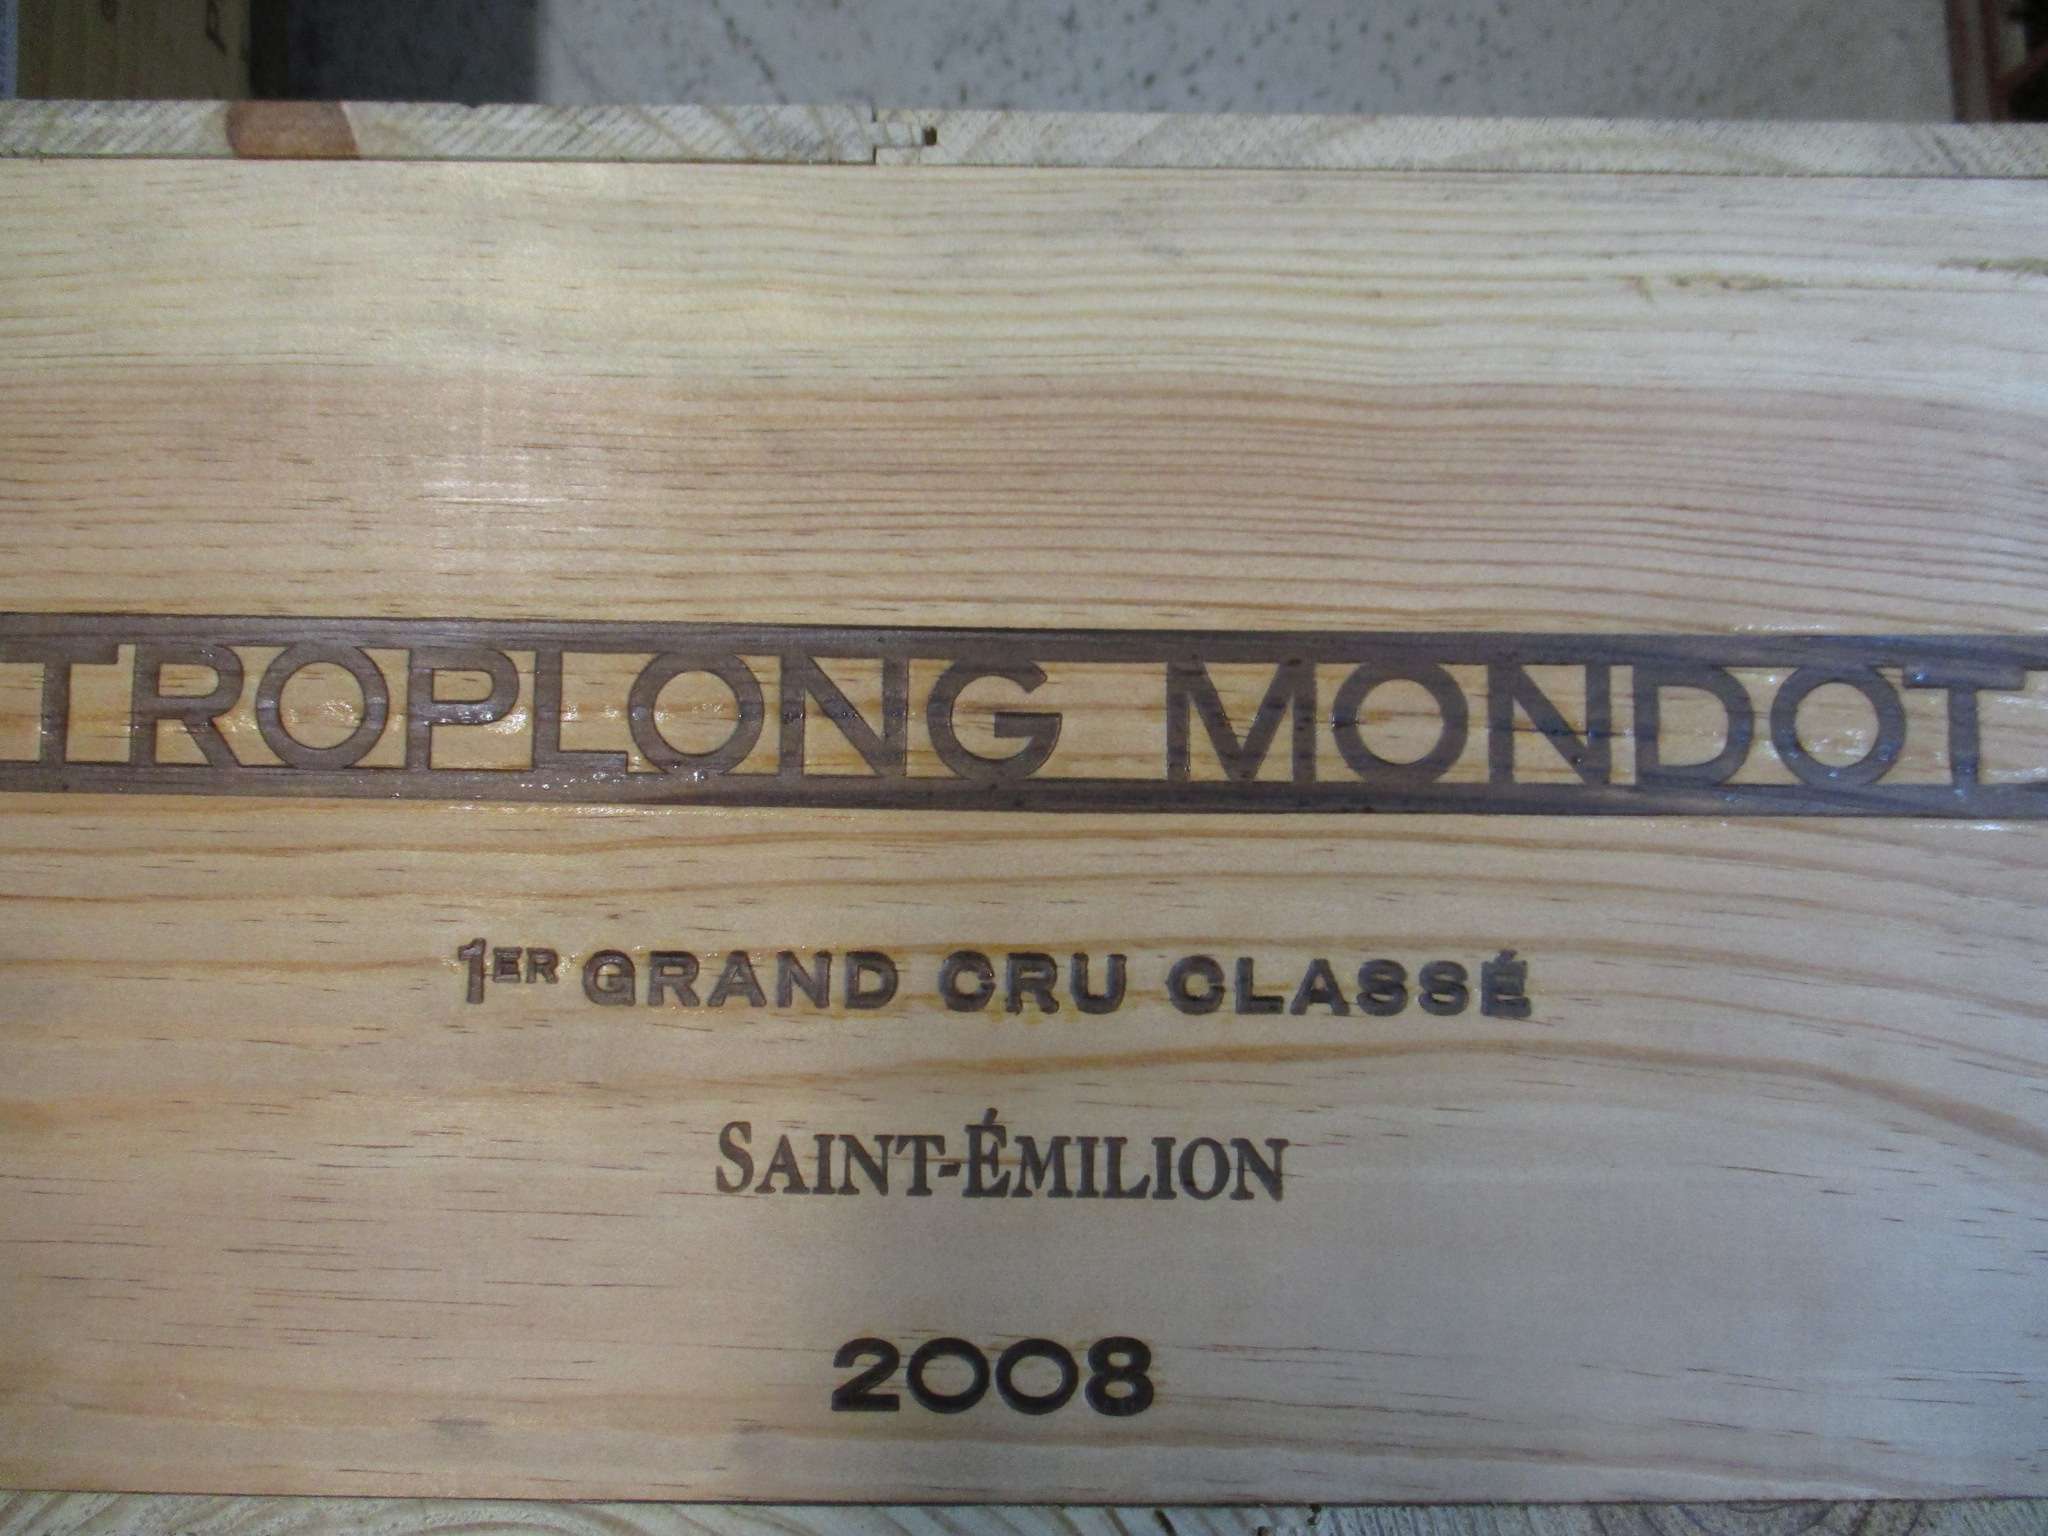 TROPLONG MONDOT
1ER GRAND CRU CLASSÉ
SAINT-ÉMILION
2008